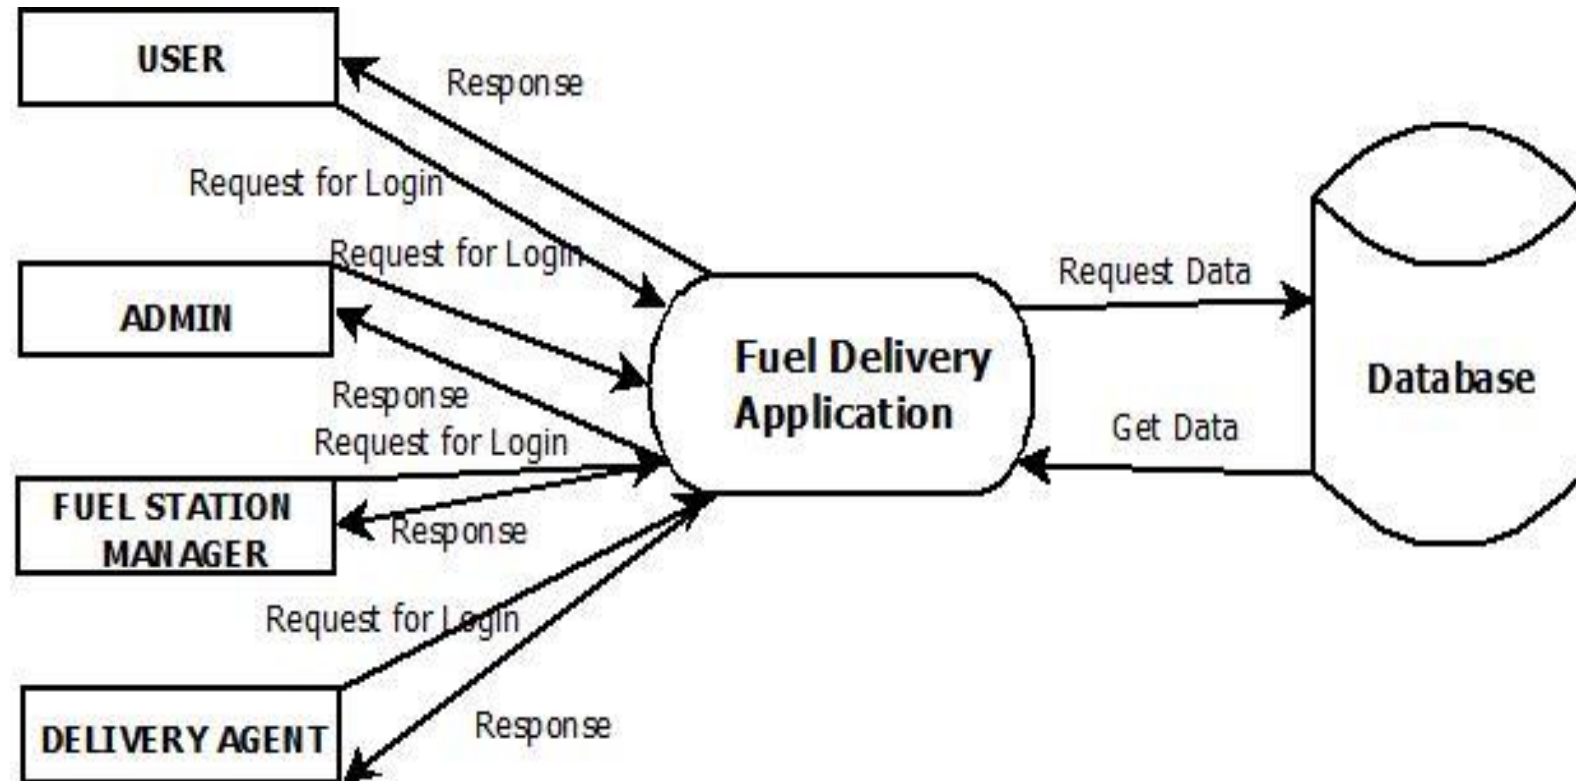 USER
Response
Request for Login
Request for Login
ADMIN
Request Data
Fuel Delivery
Application
Database
Response
Request for Login
Get Data
FUEL STATION
MANAGER
Response
Request for Login
Response
DELIVERY AGENT